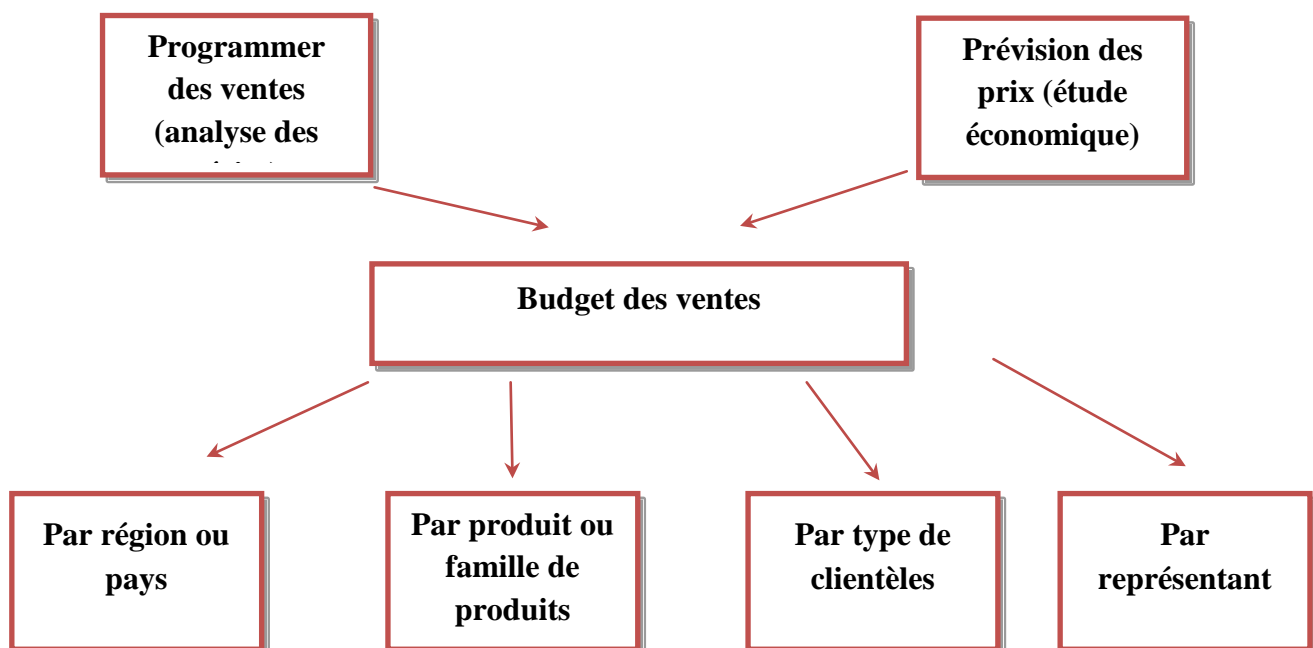 Programmer
des ventes
(analyse des
Prévision des
prix (étude
économique)
Budget des ventes
Par région ou
pays
Par produit ou
famille de
produits
Par type de
clientèles
Par
représentant